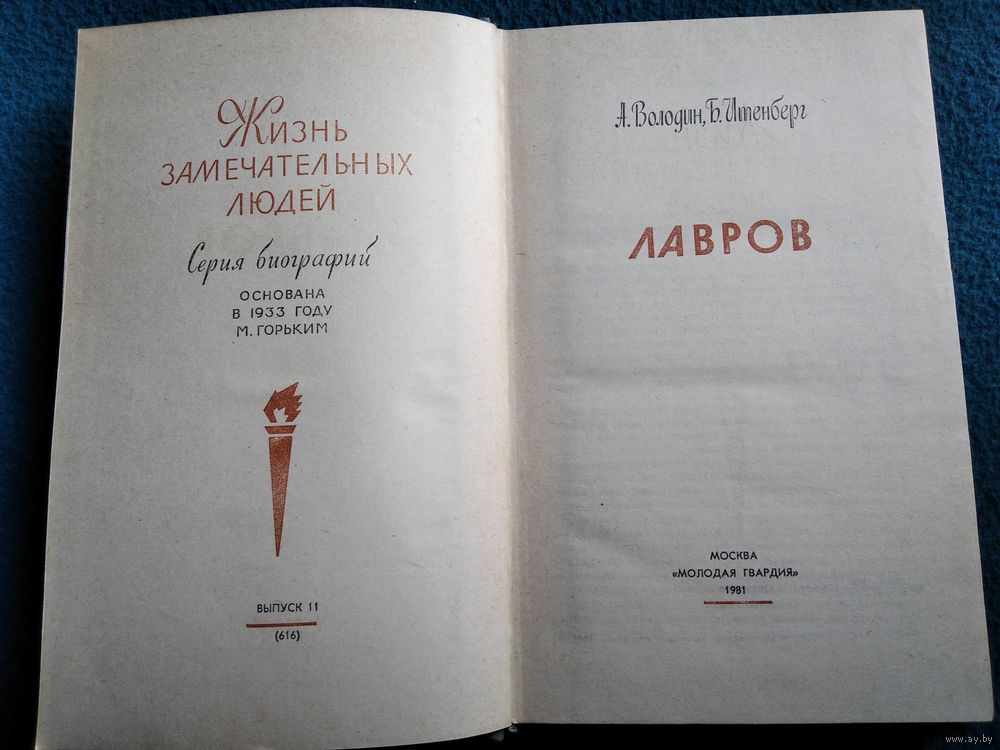 Жизнь
ЗАМЕЧАТЕЛЬНЫХ
ЛЮДЕЙ
Серия биографий
ОСНОВАНА
В 1933 ГОДУ
М. ГОРЬКИМ
ВЫПУСК 11
(616)
А. Володин, Б. Итенберг
ЛАВРОВ
МОСКВА
«МОЛОДАЯ ГВАРДИЯ»
1981
www.ay.by